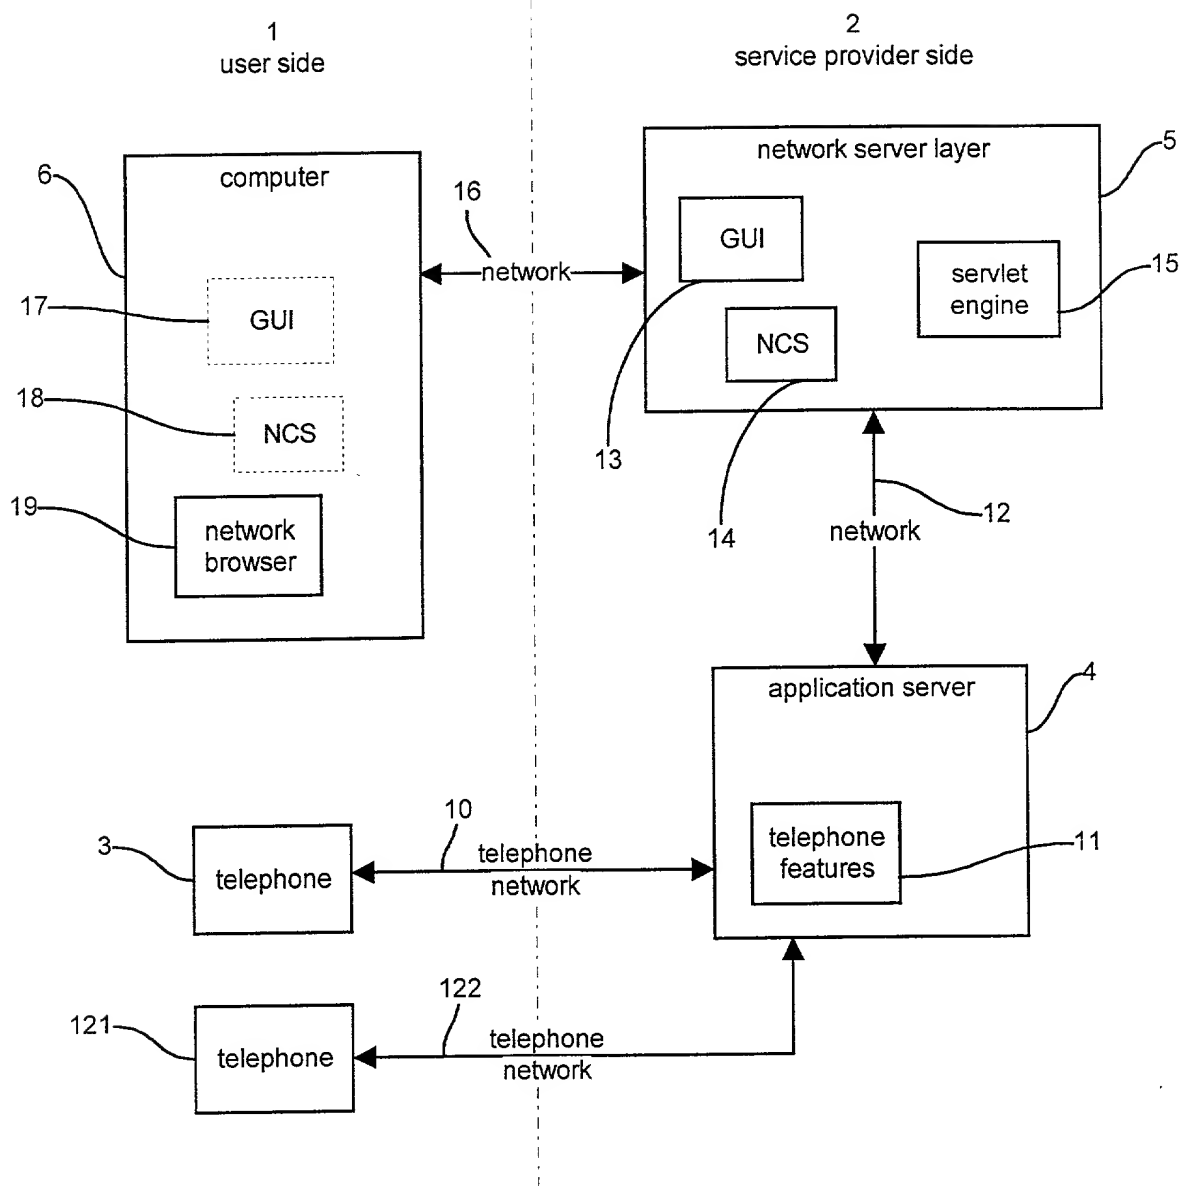 1
user side
2
service provider side
6
computer
17
GUI
18
NCS
19
network
browser
16
network
network server layer
5
GUI
servlet
engine
15
NCS
13
14
12
network
application server
4
telephone
features
11
3
telephone
10
telephone
network
121
telephone
122
telephone
network